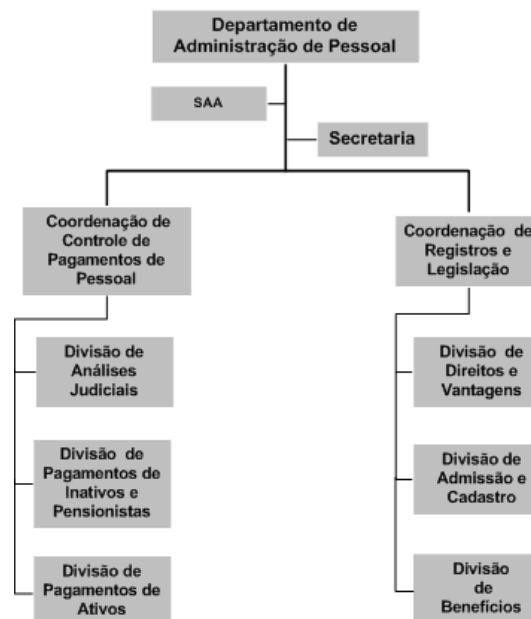 Departamento de
Administração de Pessoal
SAA
Secretaria
Coordenação de
Controle de
Pagamentos de
Pessoal
Coordenação de
Registros e
Legislação
Divisão de
Análises
Judiciais
Divisão de
Direitos e
Vantagens
Divisão de
Pagamentos de
Inativos e
Pensionistas
Divisão de
Admissão e
Cadastro
Divisão de
Pagamentos de
Ativos
Divisão
de
Benefícios